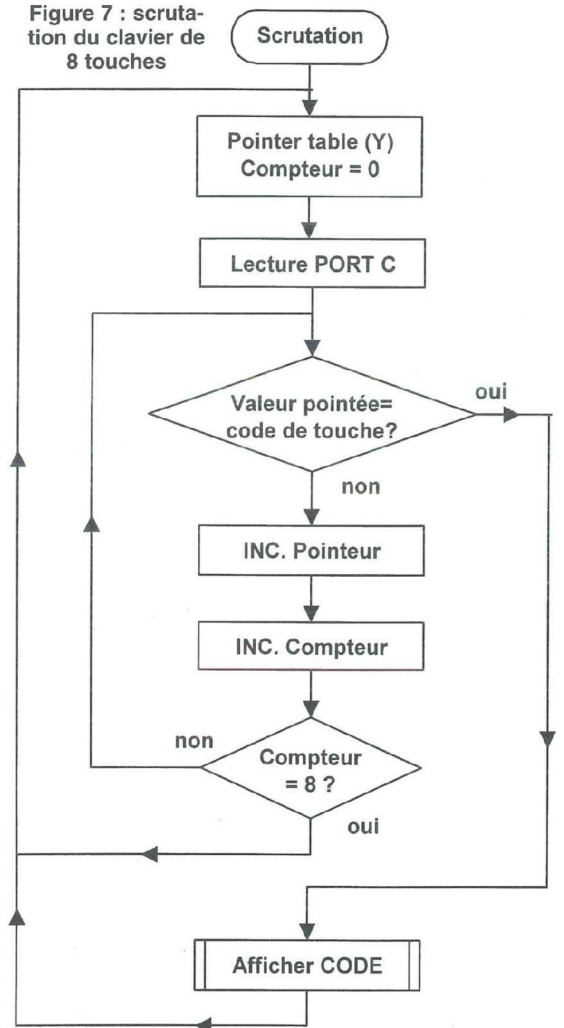 Figure 7 : scruta-
tion du clavier de
8 touches
Scrutation
Pointer table (Y)
Compteur = 0
Lecture PORT C
Valeur pointée=
code de touche?
oui
non
INC. Pointeur
INC. Compteur
non
Compteur
= 8 ?
oui
Afficher CODE